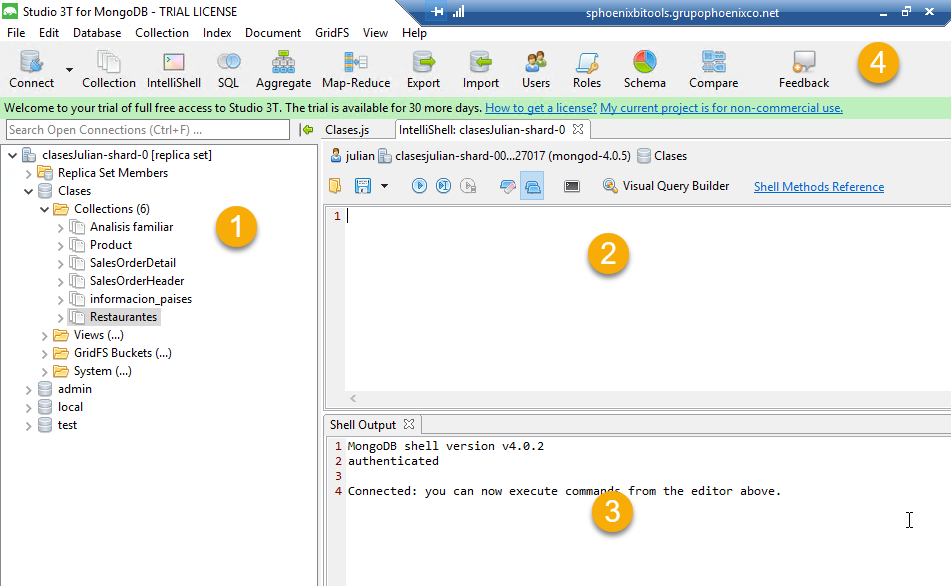 Studio 3T for MongoDB - TRIAL LICENSE
sphoenixbitools.grupophoenixco.net
File Edit Database Collection Index Document GridFS View Help
Connect Collection IntelliShell SQL Aggregate Map-Reduce Export Import Users Roles Schema Compare Feedback
4
Welcome to your trial of full free access to Studio 3T. The trial is available for 30 more days. How to get a license? My current project is for non-commercial use.
Search Open Connections (Ctrl+F) ...
Clases.js
IntelliShell: clasesJulian-shard-0
clasesJulian-shard-0 [replica set]
Replica Set Members
Clases
Collections (6)
Analisis familiar
Product
SalesOrderDetail
SalesOrderHeader
informacion_paises
Restaurantes
Views (...)
GridFS Buckets (...)
System (...)
admin
local
test
1
julian clasesjulian-shard-00...27017 (mongod-4.0.5) Clases
Visual Query Builder Shell Methods Reference
1
2
Shell Output
1 MongoDB shell version v4.0.2
2 authenticated
3
4 Connected: you can now execute commands from the editor above.
3